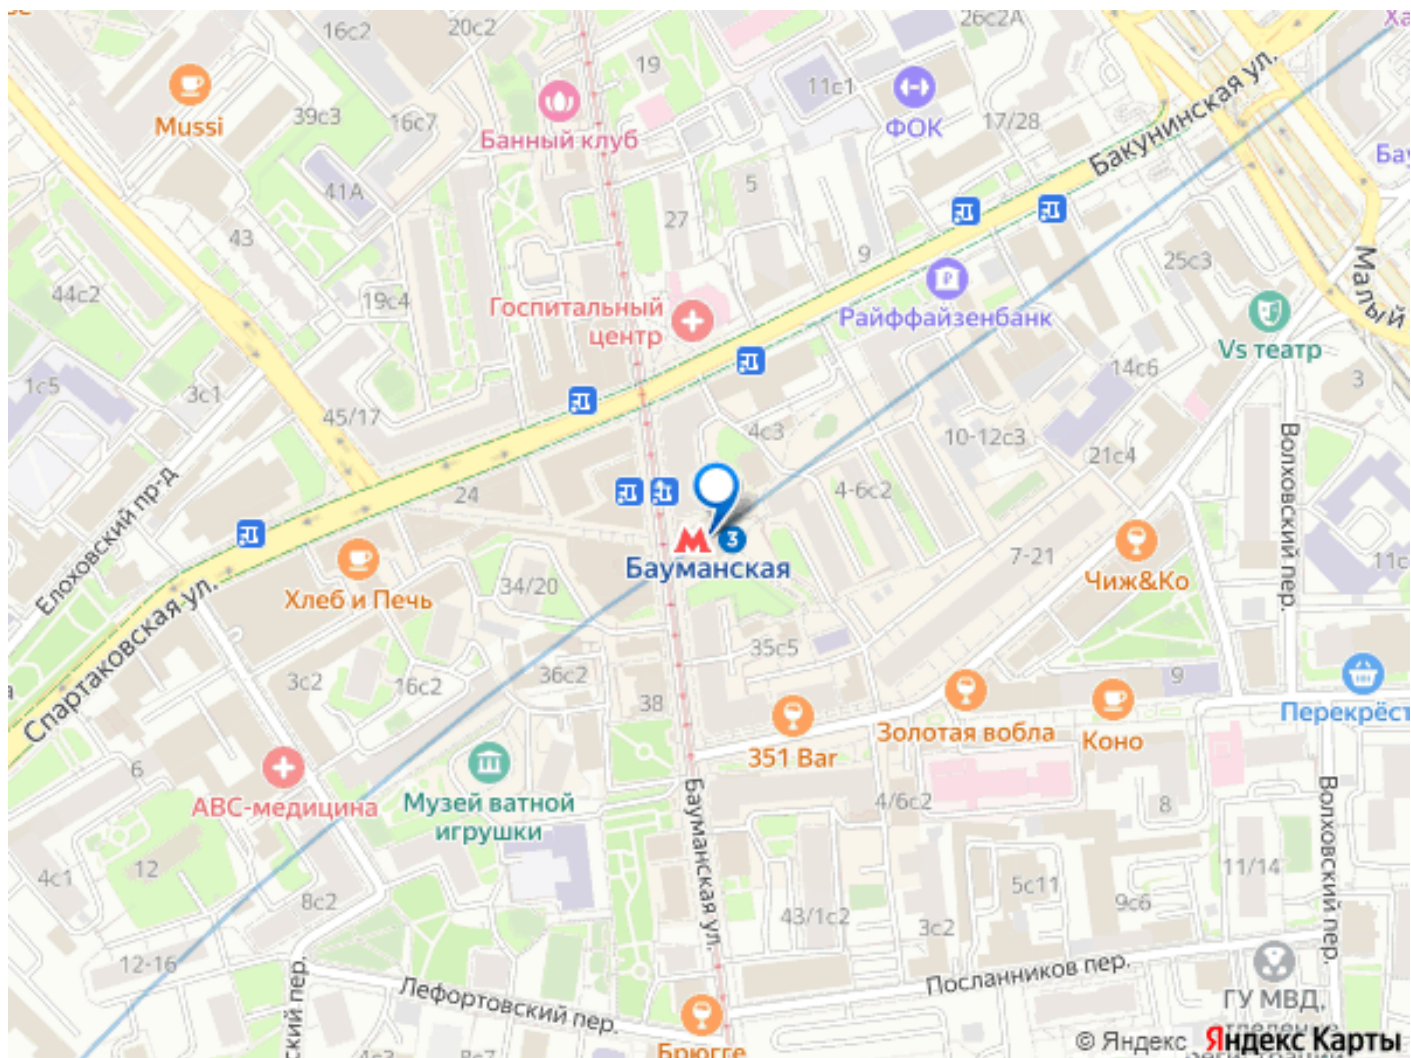 26с2А
16с2
20с2
19
11с1
ФОК
17/28
Бакунинская ул.
Mussi
39с3
16с7
Банный клуб
41А
5
27
43
9
25с3
Малый
44с2
19с4
Госпитальный
центр
Райффайзенбанк
Vs театр
14с6
3
1с5
3с1
45/17
4с3
10-12с3
21с4
Волховский пер.
24
4-6с2
Елоховский пр-д
3
Бауманская
7-21
Чиж&Ко
11с
34/20
Хлеб и Печь
Спартаковская ул.
35с5
36с2
3с2
16с2
38
9
Перекрёст
351 Bar
Золотая вобла
Коно
6
АВС-медицина
Музей ватной
игрушки
Бауманская ул.
4/6с2
8
Волховский пер.
12
4с1
8с2
11/14
5с11
9с6
43/1с2
3с2
12-16
Лефортовский пер.
Посланников пер.
ский пер.
ГУ МВД,
Брюгге
© Яндекс Яндекс Карты